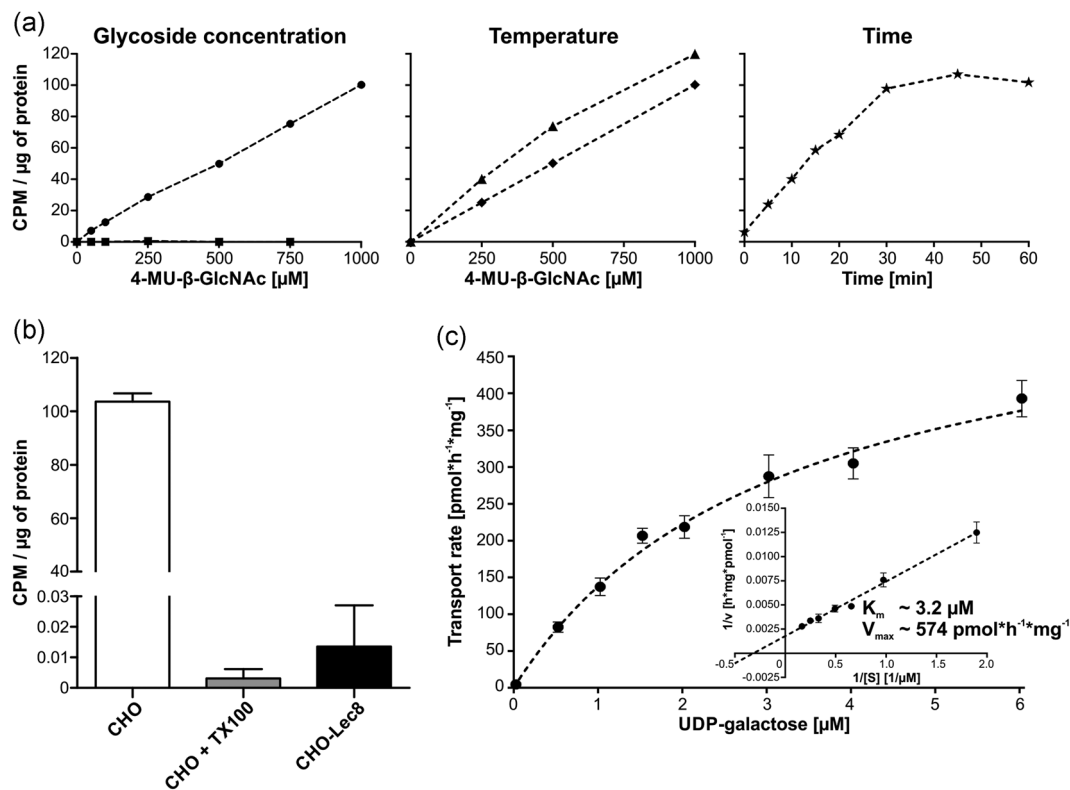 (a)
Glycoside concentration
Temperature
Time
CPM / µg of protein
120
100
80
60
40
20
0
0 250 500 750 1000
4-MU-β-GlcNAc [µM]
0 250 500 750 1000
4-MU-β-GlcNAc [µM]
0 10 20 30 40 50 60
Time [min]
(b)
CPM / µg of protein
120
100
80
60
40
0.03
0.02
0.01
0
CHO
CHO + TX100
CHO-Lec8
(c)
Transport rate [pmol*h⁻¹*mg⁻¹]
450
400
350
300
250
200
150
100
50
0
0 1 2 3 4 5 6
UDP-galactose [µM]
1/v [h*mg*pmol⁻¹]
0.0150
0.0125
0.0100
0.0075
0.0050
0.0025
-0.0025
-0.5 0.5 1.0 1.5 2.0
1/[S] [1/µM]
Kₘ ~ 3.2 µM
Vₘₐₓ ~ 574 pmol*h⁻¹*mg⁻¹